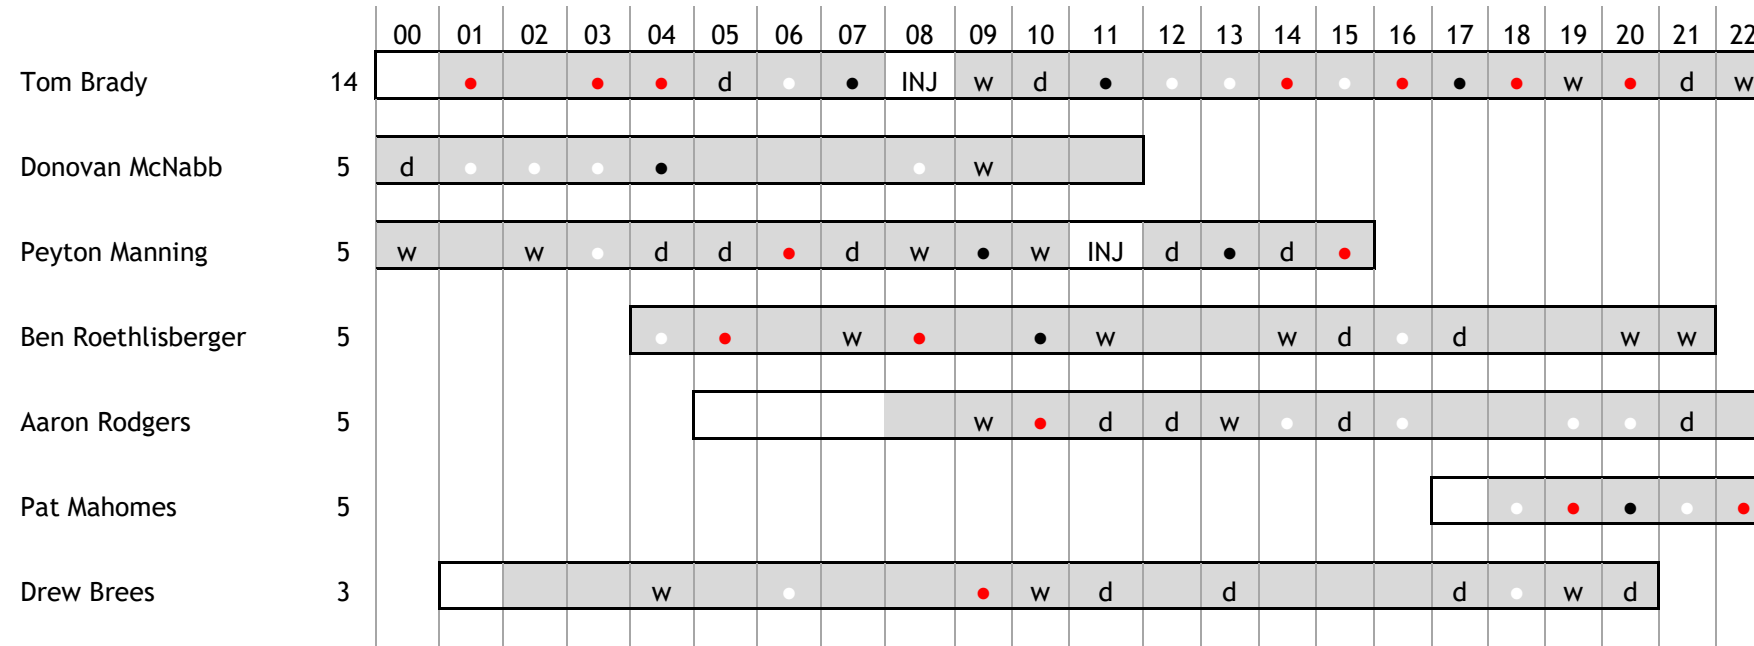 00 01 02 03 04 05 06 07 08 09 10 11 12 13 14 15 16 17 18 19 20 21 22
Tom Brady 14 d INJ w d w d w
Donovan McNabb 5 d w
Peyton Manning 5 w w d d d w w INJ d d
Ben Roethlisberger 5 w w w d d w w
Aaron Rodgers 5 w d d w d d
Pat Mahomes 5
Drew Brees 3 w w d d d w d